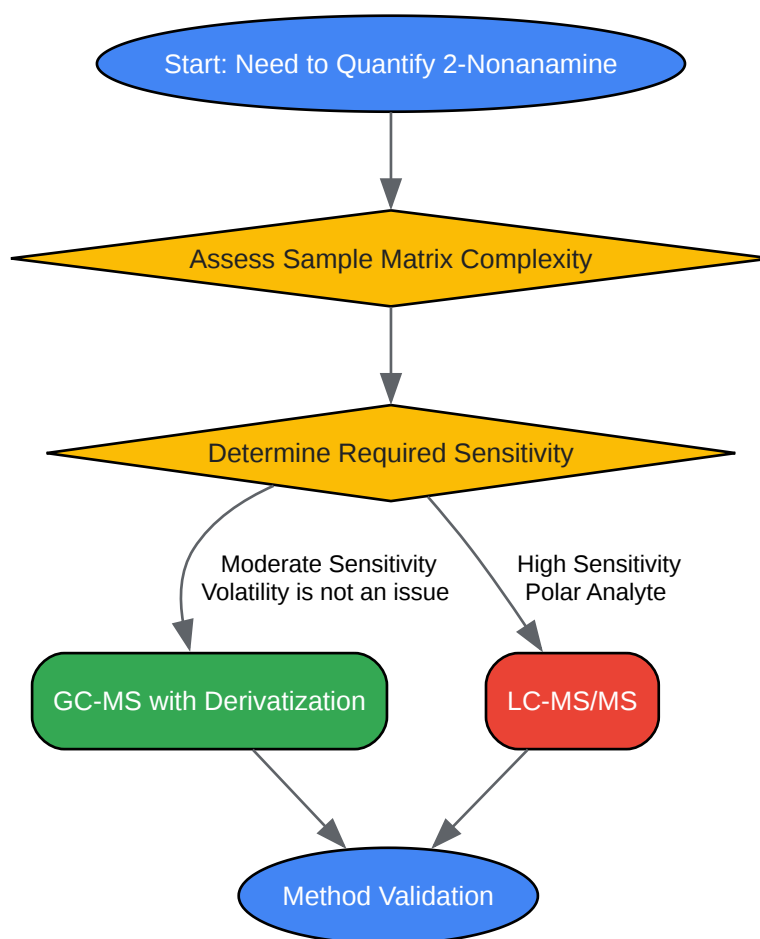 Start: Need to Quantify 2-Nonanamine
Assess Sample Matrix Complexity
Determine Required Sensitivity
Moderate Sensitivity
Volatility is not an issue
High Sensitivity
Polar Analyte
GC-MS with Derivatization
LC-MS/MS
Method Validation